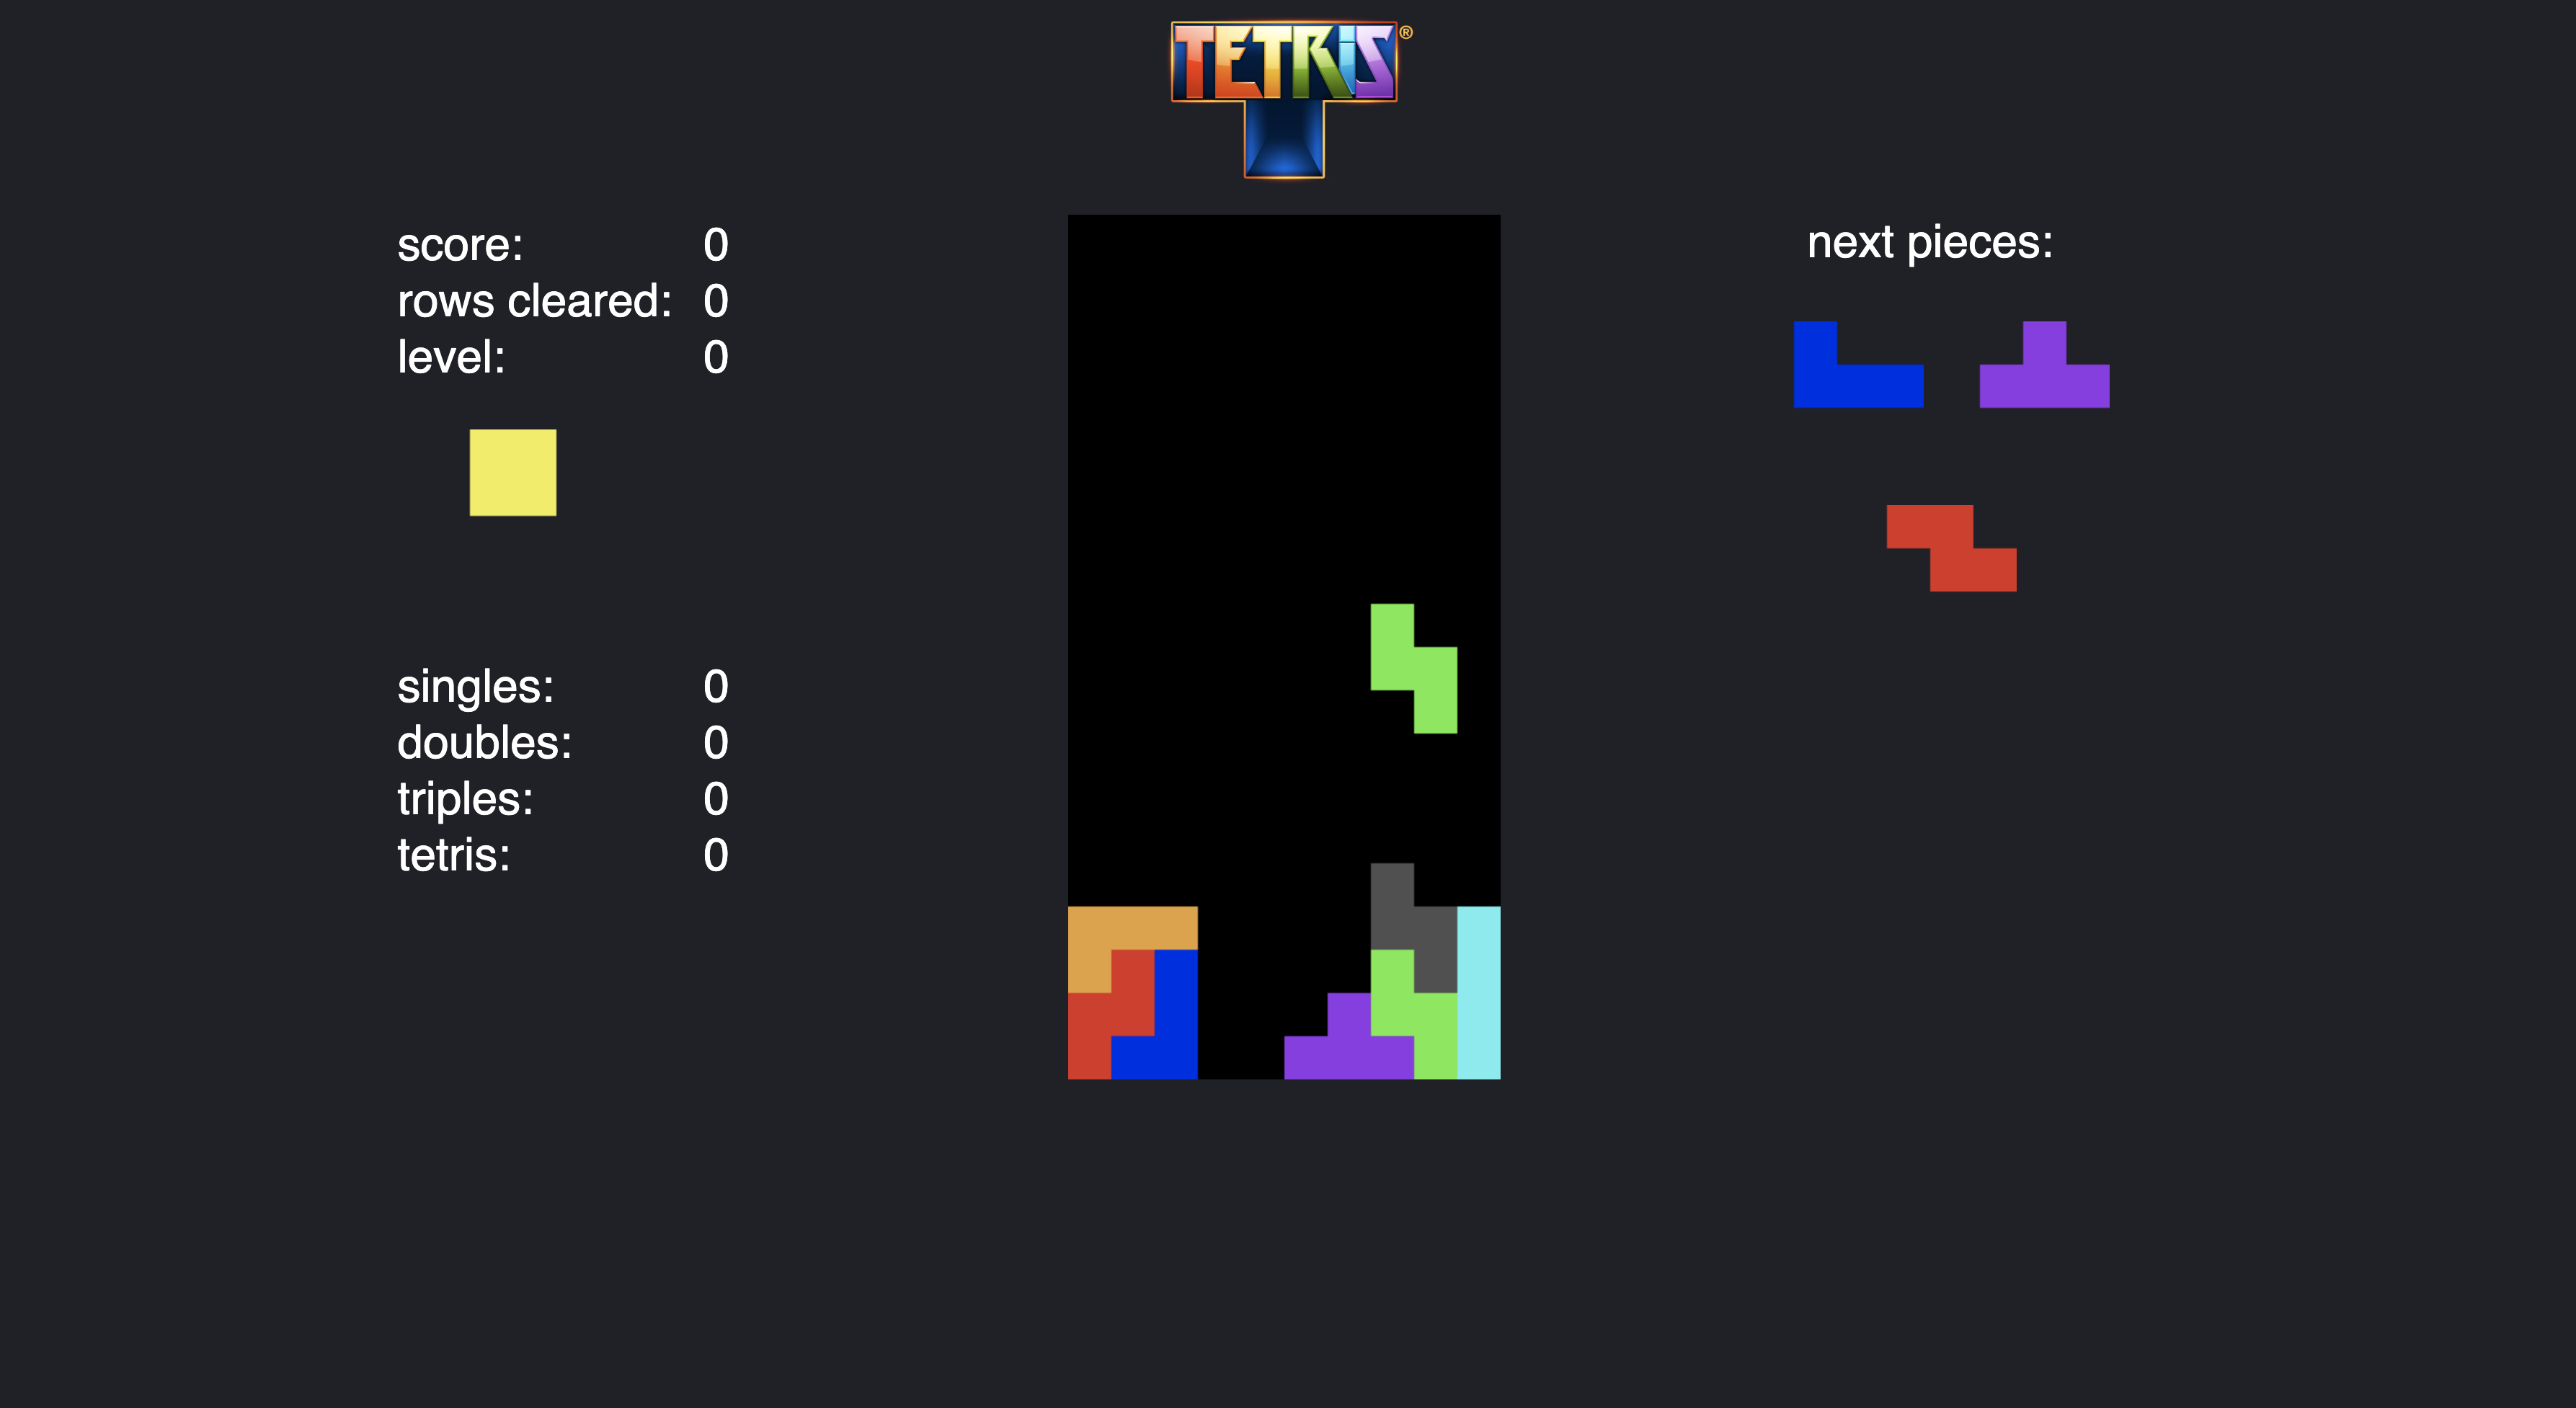 TETRIS®
score: 0
rows cleared: 0
level: 0
singles: 0
doubles: 0
triples: 0
tetris: 0
next pieces: